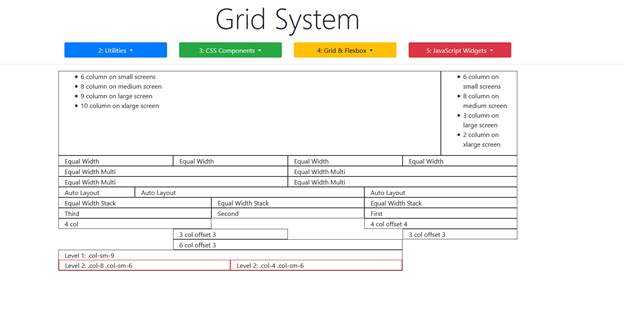 Grid System
2: Utilities
3: CSS Components
4: Grid & Flexbox
5: JavaScript Widgets
6 column on small screens
8 column on medium screen
9 column on large screen
10 column on xlarge screen
6 column on
small screens
8 column on
medium screen
3 column on
large screen
2 column on
xlarge screen
Equal Width Equal Width Equal Width Equal Width
Equal Width Multi Equal Width Multi
Equal Width Multi Equal Width Multi
Auto Layout Auto Layout Auto Layout
Equal Width Stack Equal Width Stack Equal Width Stack
Third Second First
4 col 4 col offset 4
3 col offset 3 3 col offset 3
6 col offset 3
Level 1: .col-sm-9
Level 2: .col-8 .col-sm-6 Level 2: .col-4 .col-sm-6